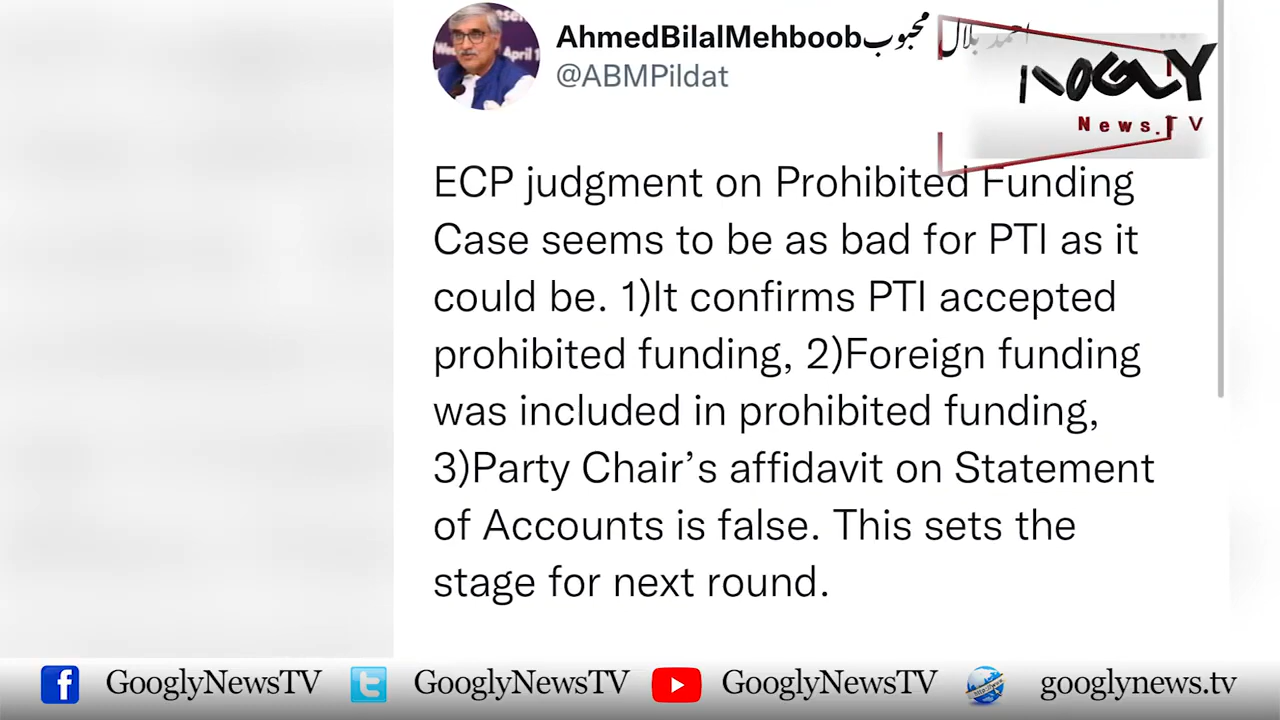 AhmedBilalMehboobاحمد بلال محبوب
@ABMPildat
GOOGLY
News.TV
ECP judgment on Prohibited Funding
Case seems to be as bad for PTI as it
could be. 1)It confirms PTI accepted
prohibited funding, 2)Foreign funding
was included in prohibited funding,
3)Party Chair’s affidavit on Statement
of Accounts is false. This sets the
stage for next round.
GooglyNewsTV GooglyNewsTV GooglyNewsTV googlynews.tv